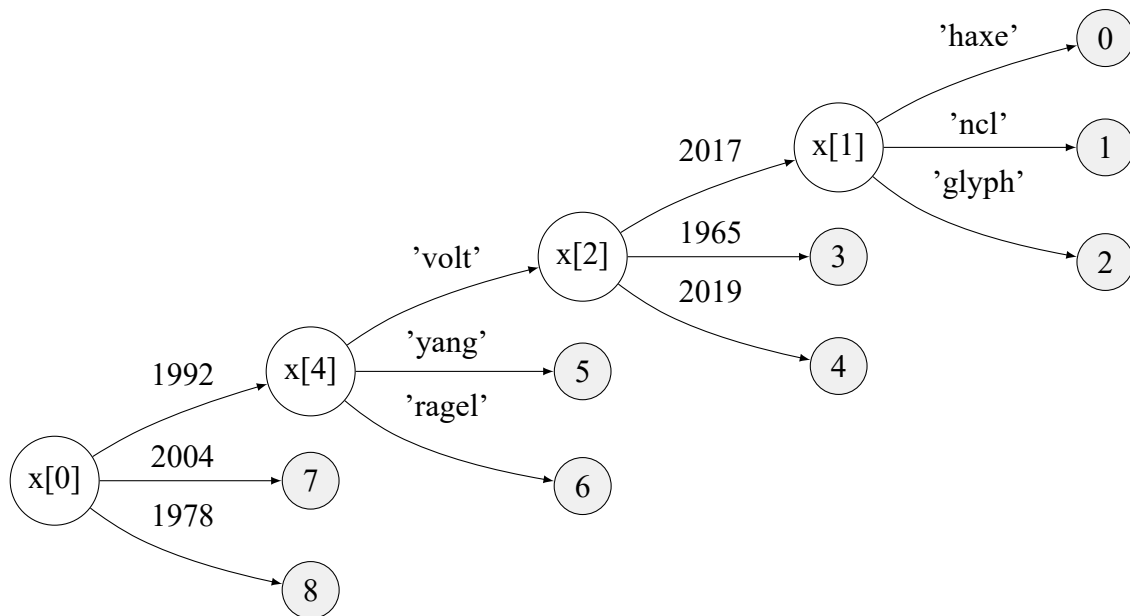 ’haxe’
0
’ncl’
2017
x[1]
1
’glyph’
1965
’volt’
x[2]
3
2
2019
’yang’
1992
x[4]
5
4
’ragel’
2004
x[0]
7
6
1978
8